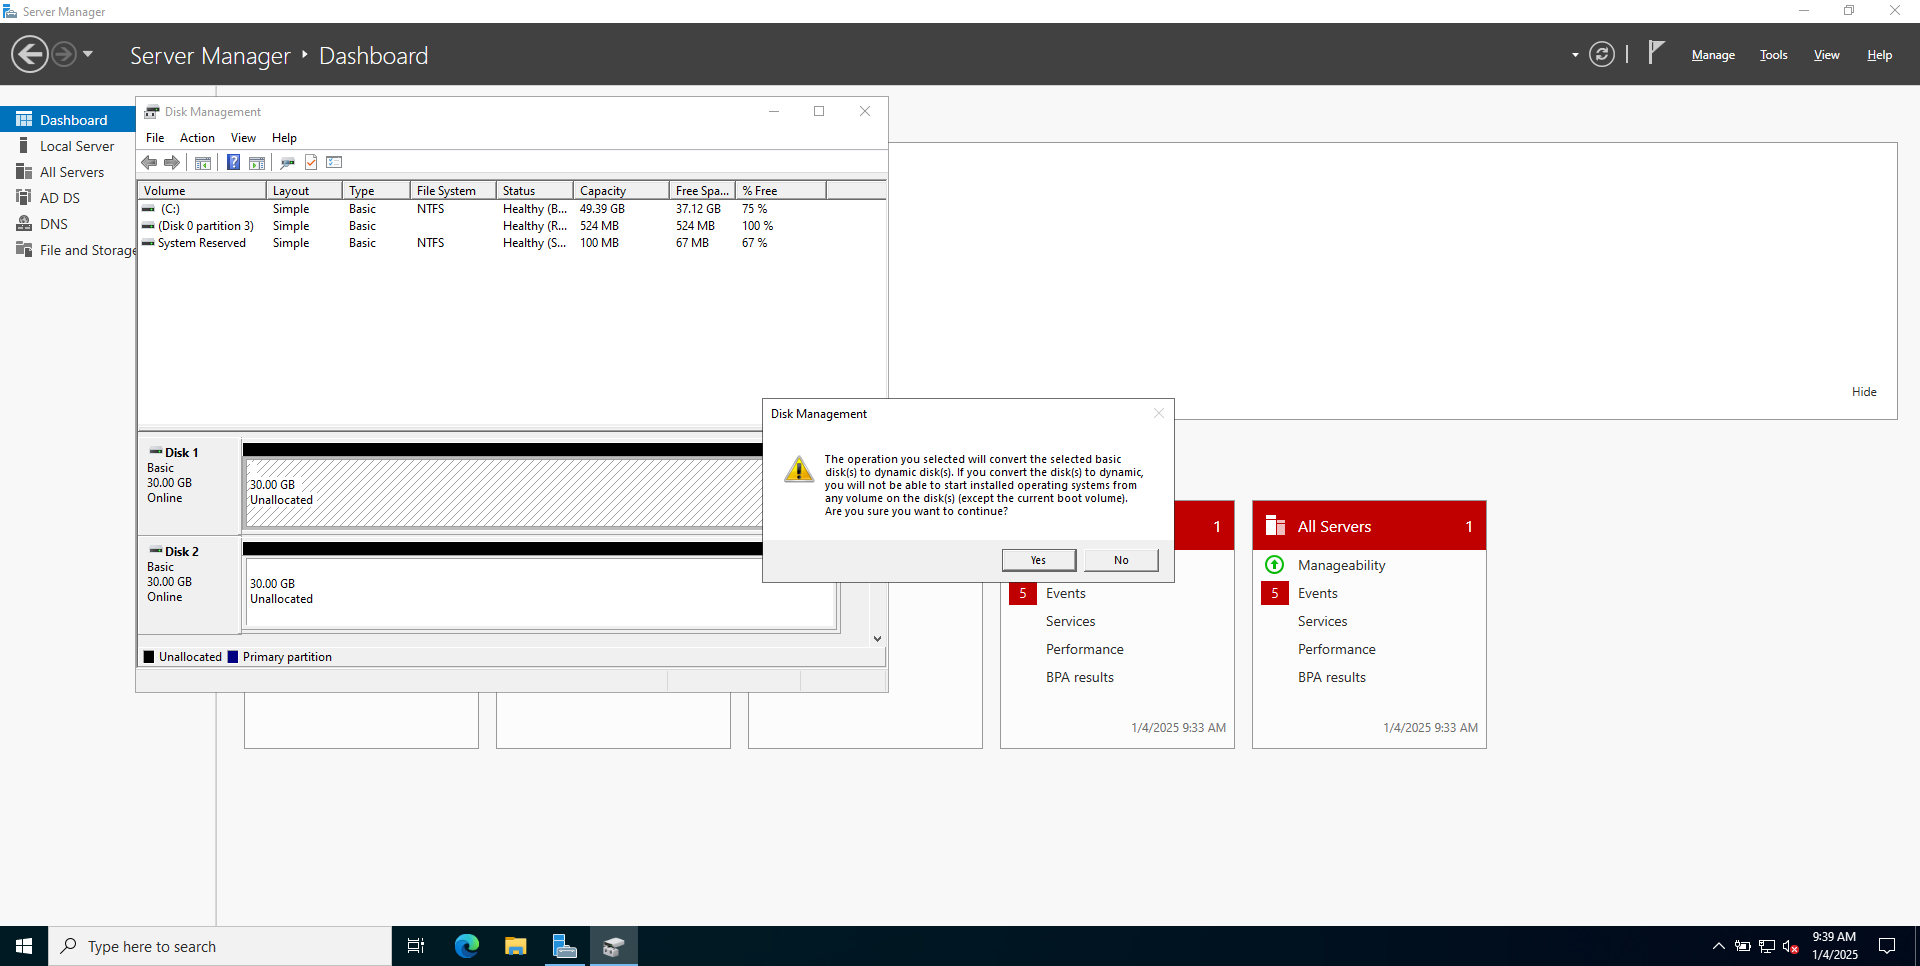 Server Manager
Server Manager ‣ Dashboard
Manage Tools View Help
Dashboard
Local Server
All Servers
AD DS
DNS
File and Storage
Disk Management
File Action View Help
Volume Layout Type File System Status Capacity Free Spa... % Free
(C:) Simple Basic NTFS Healthy (B... 49.39 GB 37.12 GB 75 %
(Disk 0 partition 3) Simple Basic Healthy (R... 524 MB 524 MB 100 %
System Reserved Simple Basic NTFS Healthy (S... 100 MB 67 MB 67 %
Hide
Disk 1
Basic
30.00 GB
Online
30.00 GB
Unallocated
Disk 2
Basic
30.00 GB
Online
30.00 GB
Unallocated
Unallocated Primary partition
Disk Management
The operation you selected will convert the selected basic
disk(s) to dynamic disk(s). If you convert the disk(s) to dynamic,
you will not be able to start installed operating systems from
any volume on the disk(s) (except the current boot volume).
Are you sure you want to continue?
Yes No
1
5 Events
Services
Performance
BPA results
1/4/2025 9:33 AM
All Servers 1
Manageability
5 Events
Services
Performance
BPA results
1/4/2025 9:33 AM
Type here to search
9:39 AM
1/4/2025